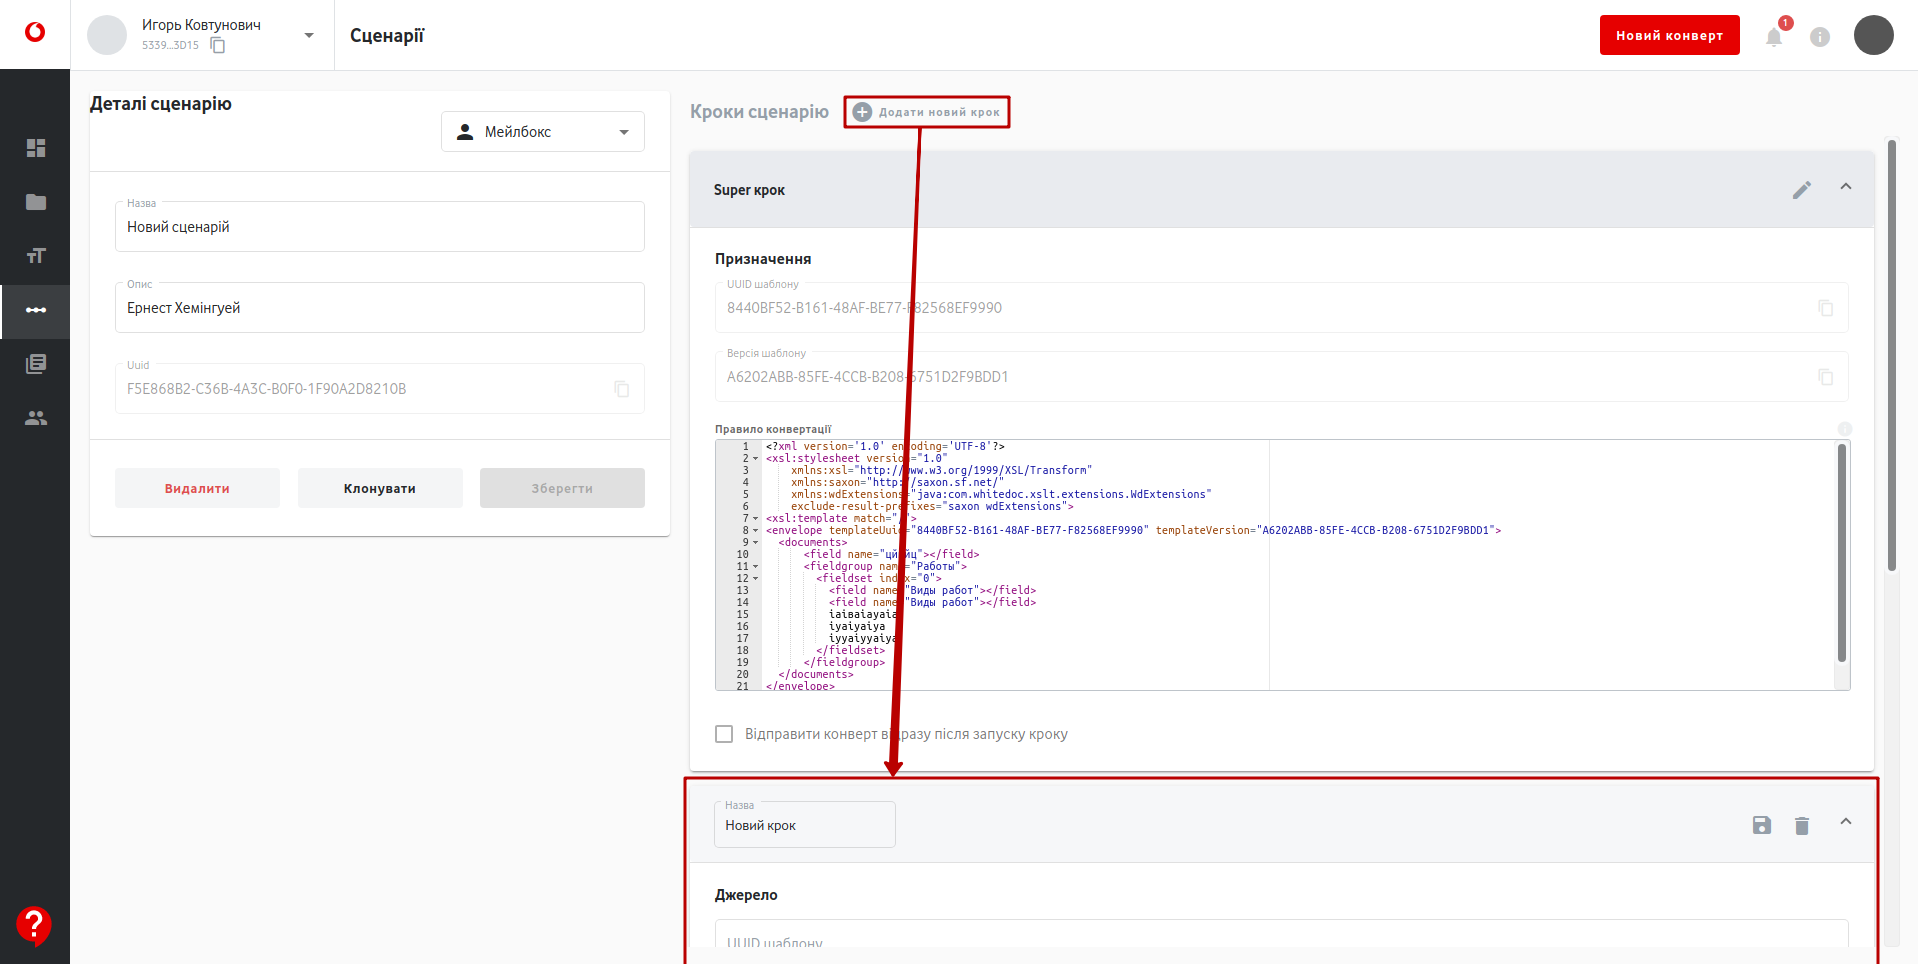 Игорь Ковтунович
5339...3D15
Сценарії
Новий конверт
1
Деталі сценарію
Мейлбокс
Назва
Новий сценарій
Опис
Ернест Хемінгуей
Uuid
F5E868B2-C36B-4A3C-B0F0-1F90A2D8210B
Видалити
Клонувати
Зберегти
Кроки сценарію
Додати новий крок
Super крок
Призначення
UUID шаблону
8440BF52-B161-48AF-BE77-F82568EF9990
Версія шаблону
A6202ABB-85FE-4CCB-B208-6751D2F9BDD1
Правило конвертації
1 <?xml version='1.0' encoding='UTF-8'?>
2 <xsl:stylesheet version="1.0"
3 xmlns:xsl="http://www.w3.org/1999/XSL/Transform"
4 xmlns:saxon="http://saxon.sf.net/"
5 xmlns:wdExtensions="java:com.whitedoc.xslt.extensions.WdExtensions"
6 exclude-result-prefixes="saxon wdExtensions">
7 <xsl:template match="/">
8 <envelope templateUuid="8440BF52-B161-48AF-BE77-F82568EF9990" templateVersion="A6202ABB-85FE-4CCB-B208-6751D2F9BDD1">
9 <documents>
10 <field name="></field>
11 <fieldgroup name="Работы">
12 <fieldset index="0">
13 <field name="Виды работ"></field>
14 <field name="Виды работ"></field>
15
16 іуаіуаіуа
17 іууаіууаіуа
18 </fieldset>
19 </fieldgroup>
20 </documents>
21 </envelope>
Відправити конверт відразу після запуску кроку
Назва
Новий крок
Джерело
UUID шаблону